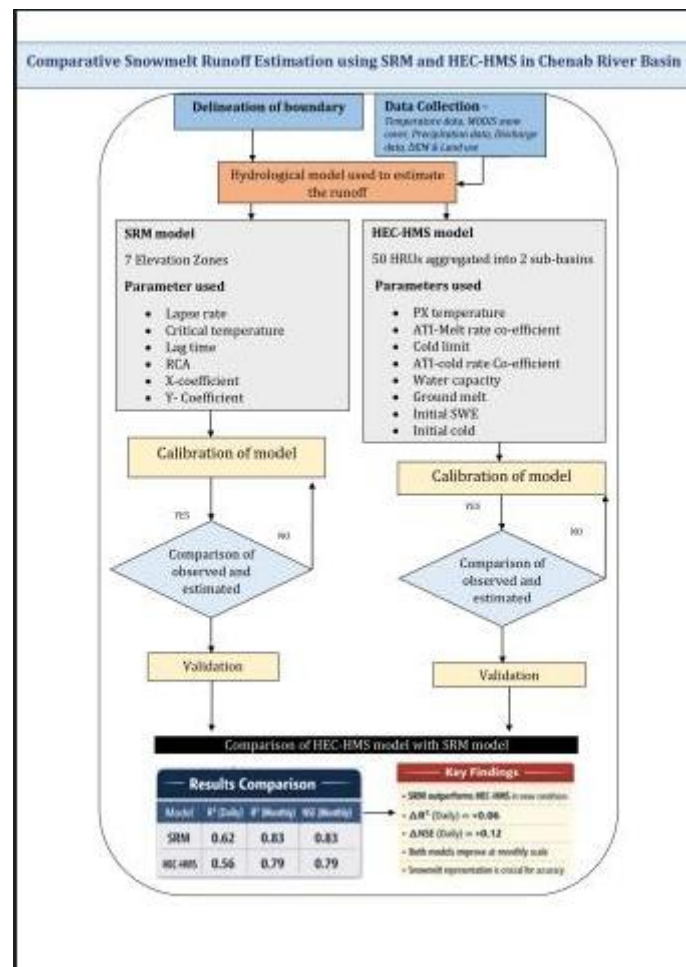 Comparative Snowmelt Runoff Estimation using SRM and HEC-HMS in Chenab River Basin
Delineation of boundary
Data Collection -
Temperature data, MODIS snow
cover, Precipitation data, Discharge
data, DEM & Land use
Hydrological model used to estimate
the runoff
SRM model
7 Elevation Zones
Parameter used
• Lapse rate
• Critical temperature
• Lag time
• RCA
• X-coefficient
• Y- Coefficient
HEC-HMS model
50 HRUs aggregated into 2 sub-basins
Parameters used
• PX temperature
• ATI-Melt rate co-efficient
• Cold limit
• ATI-cold rate Co-efficient
• Water capacity
• Ground melt
• Initial SWE
• Initial cold
Calibration of model
YES
NO
Comparison of
observed and
estimated
Validation
Calibration of model
YES
NO
Comparison of
observed and
estimated
Validation
Comparison of HEC-HMS model with SRM model
Results Comparison
Model R² (Daily) R² (Monthly) NSE (Monthly)
SRM 0.62 0.83 0.83
HEC-HMS 0.56 0.79 0.79
Key Findings
• SRM outperforms HEC-HMS in
• ΔR² (Daily) = +0.06
• ΔNSE (Daily) = +0.12
• Both models improve at monthly scale
• Snowmelt representation is crucial for accuracy